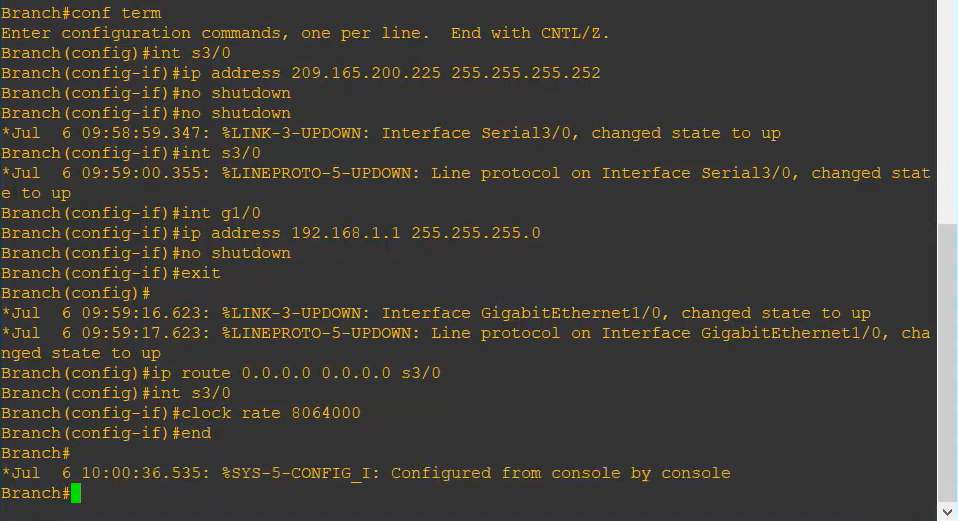 Branch#conf term
Enter configuration commands, one per line.  End with CNTL/Z.
Branch(config)#int s3/0
Branch(config-if)#ip address 209.165.200.225 255.255.255.252
Branch(config-if)#no shutdown
Branch(config-if)#no shutdown
*Jul  6 09:58:59.347: %LINK-3-UPDOWN: Interface Serial3/0, changed state to up
Branch(config-if)#int s3/0
*Jul  6 09:59:00.355: %LINEPROTO-5-UPDOWN: Line protocol on Interface Serial3/0, changed stat
e to up
Branch(config-if)#int g1/0
Branch(config-if)#ip address 192.168.1.1 255.255.255.0
Branch(config-if)#no shutdown
Branch(config-if)#exit
Branch(config)#
*Jul  6 09:59:16.623: %LINK-3-UPDOWN: Interface GigabitEthernet1/0, changed state to up
*Jul  6 09:59:17.623: %LINEPROTO-5-UPDOWN: Line protocol on Interface GigabitEthernet1/0, cha
nged state to up
Branch(config)#ip route 0.0.0.0 0.0.0.0 s3/0
Branch(config)#int s3/0
Branch(config-if)#clock rate 8064000
Branch(config-if)#end
Branch#
*Jul  6 10:00:36.535: %SYS-5-CONFIG_I: Configured from console by console
Branch#